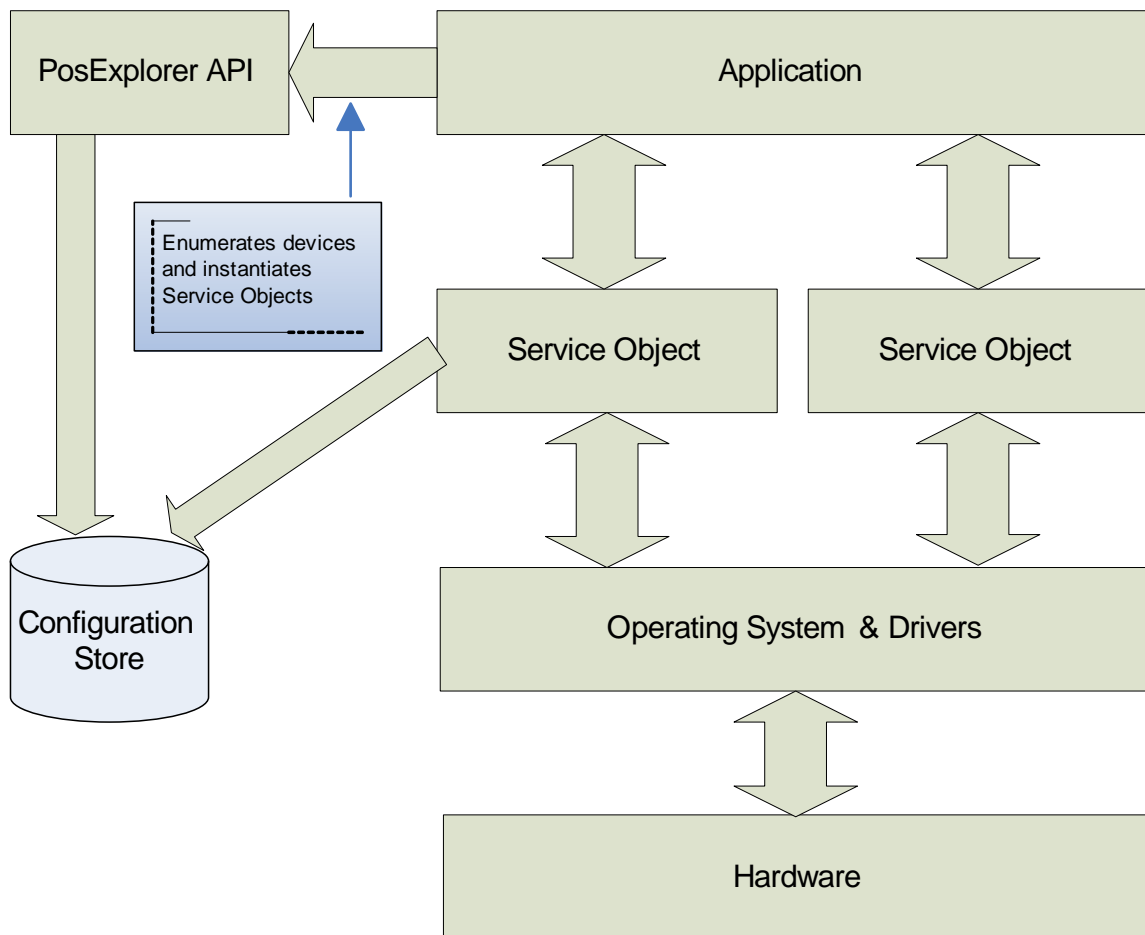 PosExplorer API
Application
Enumerates devices
and instantiates
Service Objects
Service Object
Service Object
Configuration
Store
Operating System & Drivers
Hardware